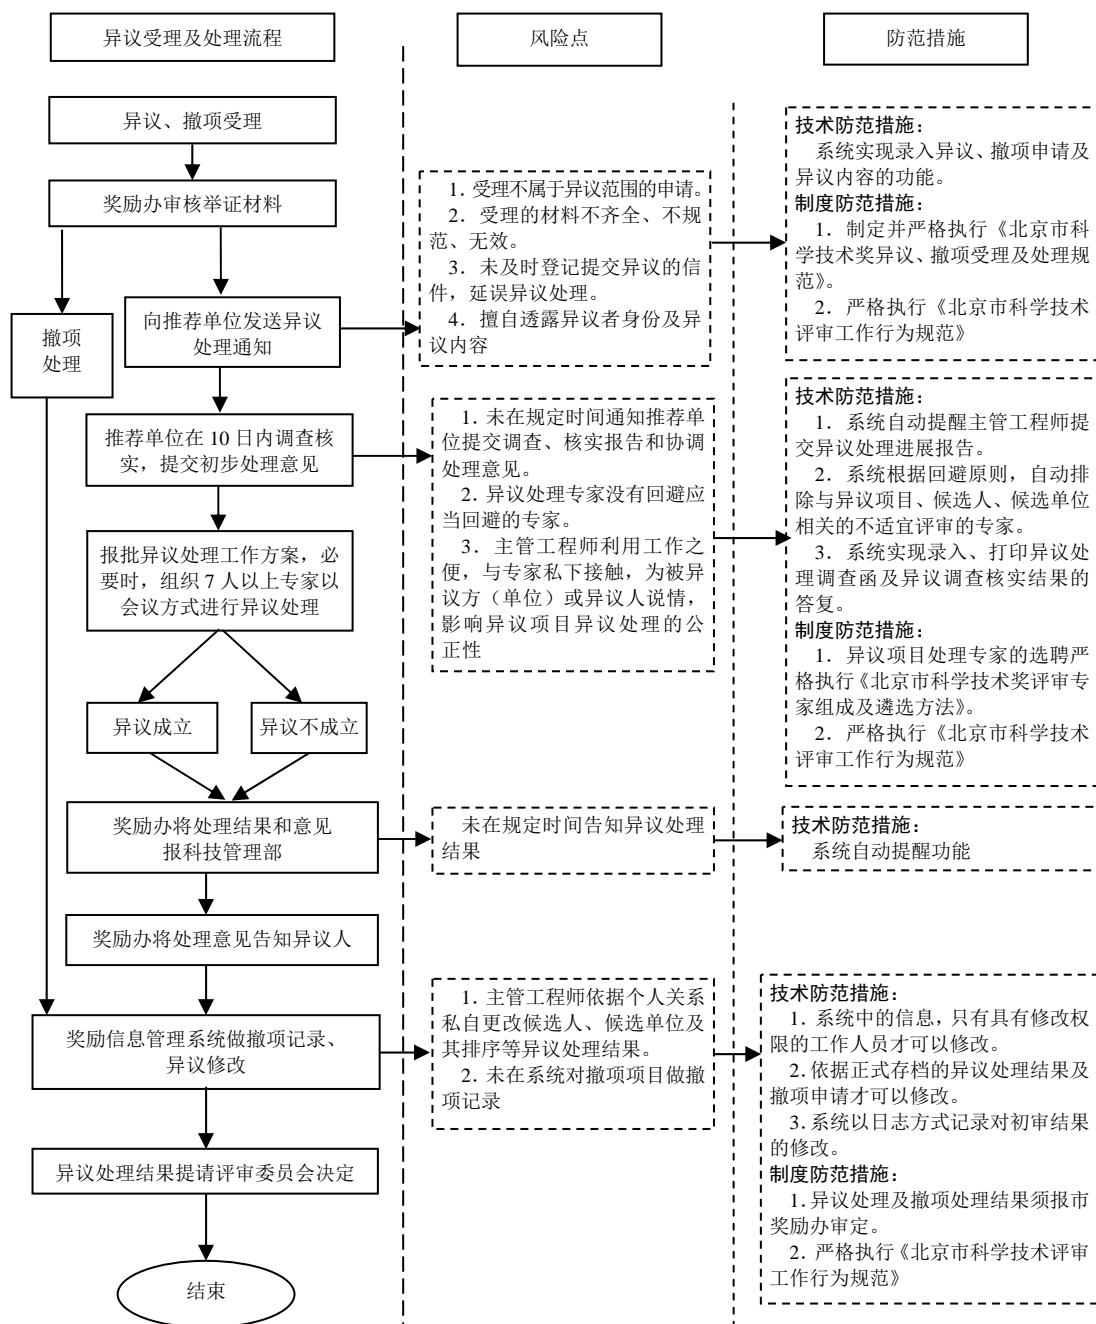 异议受理及处理流程
风险点
防范措施
异议、撤项受理
奖励办审核举证材料
撤项
处理
向推荐单位发送异议
处理通知
推荐单位在 10 日内调查核
实，提交初步处理意见
报批异议处理工作方案，必
要时，组织 7 人以上专家以
会议方式进行异议处理
异议成立
异议不成立
奖励办将处理结果和意见
报科技管理部
奖励办将处理意见告知异议人
奖励信息管理系统做撤项记录、
异议修改
异议处理结果提请评审委员会决定
结束
1. 受理不属于异议范围的申请。
2. 受理的材料不齐全、不规
范、无效。
3. 未及时登记提交异议的信
件，延误异议处理。
4. 擅自透露异议者身份及异
议内容
1. 未在规定时间通知推荐单
位提交调查、核实报告和协调
处理意见。
2. 异议处理专家没有回避应
当回避的专家。
3. 主管工程师利用工作之
便，与专家私下接触，为被异
议方（单位）或异议人说情，
影响异议项目异议处理的公
正性
未在规定时间告知异议处理
结果
1. 主管工程师依据个人关系
私自更改候选人、候选单位及
其排序等异议处理结果。
2. 未在系统对撤项项目做撤
项记录
技术防范措施：
系统实现录入异议、撤项申请及
异议内容的功能。
制度防范措施：
1. 制定并严格执行《北京市科
学技术奖异议、撤项受理及处理规
范》。
2. 严格执行《北京市科学技术
评审工作行为规范》
技术防范措施：
1. 系统自动提醒主管工程师提
交异议处理进展报告。
2. 系统根据回避原则，自动排
除与异议项目、候选人、候选单位
相关的不适宜评审的专家。
3. 系统实现录入、打印异议处
理调查函及异议调查核实结果的
答复。
制度防范措施：
1. 异议项目处理专家的选聘严
格执行《北京市科学技术奖评审专
家组成及遴选方法》。
2. 严格执行《北京市科学技术
评审工作行为规范》
技术防范措施：
系统自动提醒功能
技术防范措施：
1. 系统中的信息，只有具有修改权
限的工作人员才可以修改。
2. 依据正式存档的异议处理结果及
撤项申请才可以修改。
3. 系统以日志方式记录对初审结果
的修改。
制度防范措施：
1. 异议处理及撤项处理结果须报市
奖励办审定。
2. 严格执行《北京市科学技术评审
工作行为规范》